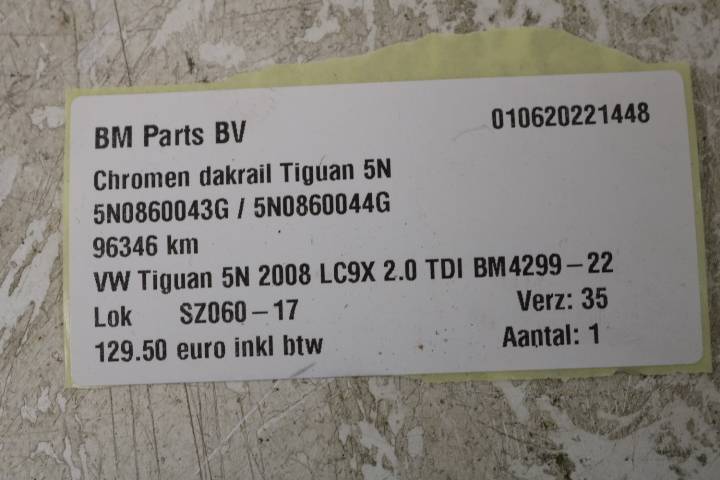 BM Parts BV 010620221448
Chromen dakrail Tiguan 5N
5N0860043G / 5N0860044G
96346 km
VW Tiguan 5N 2008 LC9X 2.0 TDI BM4299-22
Lok SZ060-17 Verz: 35
129.50 euro inkl btw Aantal: 1